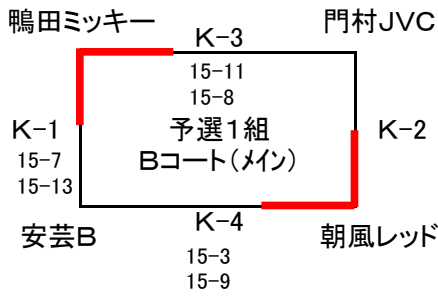 鴨田ミッキー
門村JVC
K-3
15-11
15-8
K-1
予選1組
K-2
15-7
Bコート(メイン)
15-13
K-4
安芸B
朝風レッド
15-3
15-9